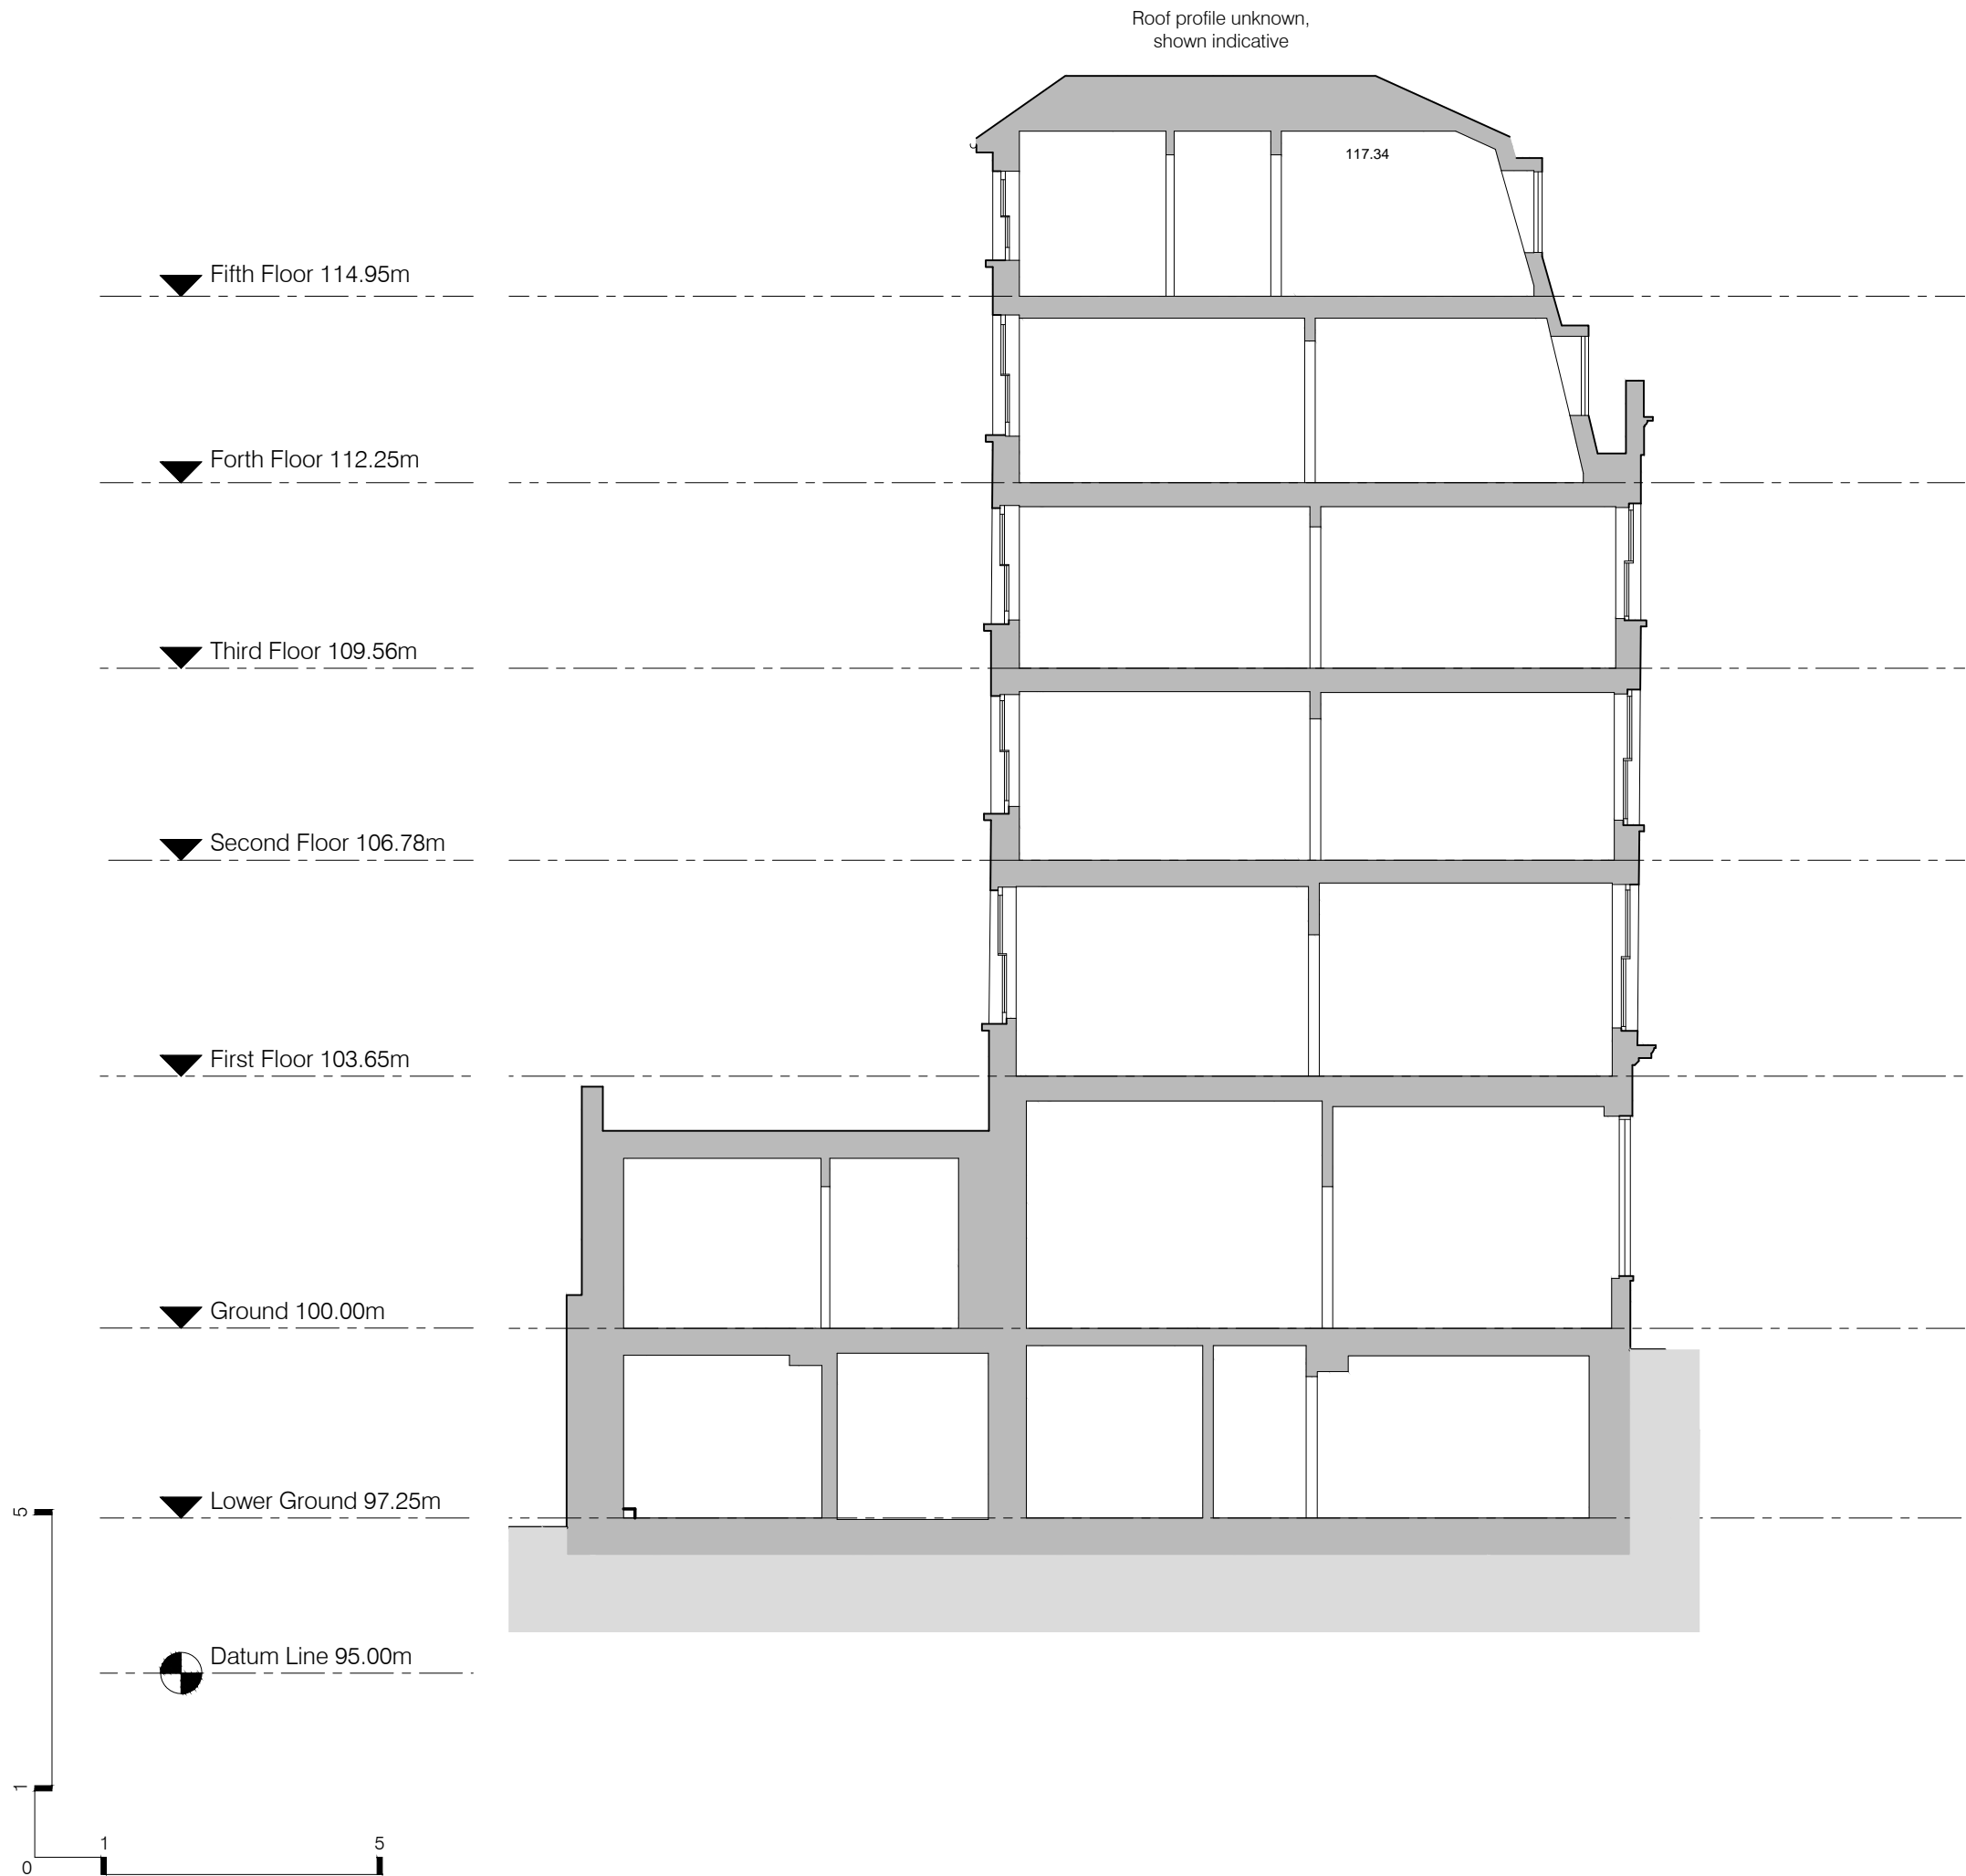 Roof profile unknown,
shown indicative
117.34
Fifth Floor 114.95m
Forth Floor 112.25m
Third Floor 109.56m
Second Floor 106.78m
First Floor 103.65m
Ground 100.00m
Lower Ground 97.25m
Datum Line 95.00m
5
1
0
1
5